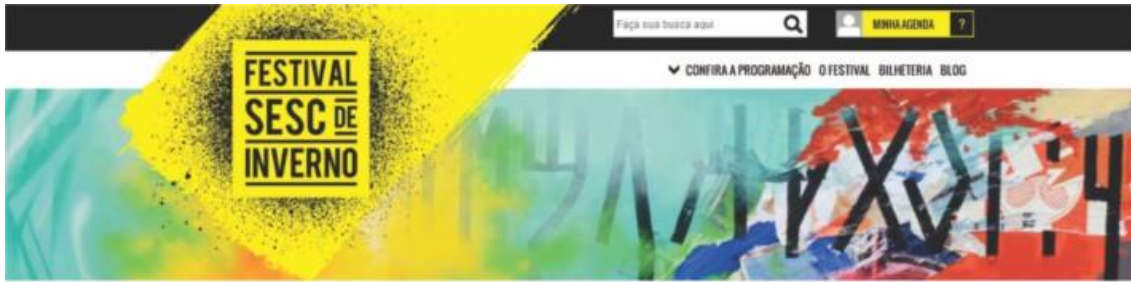 Faça sua busca aqui
MINHA AGENDA ?
CONFIRA A PROGRAMAÇÃO O FESTIVAL BILHETERIA BLOG
FESTIVAL
SESC DE
INVERNO